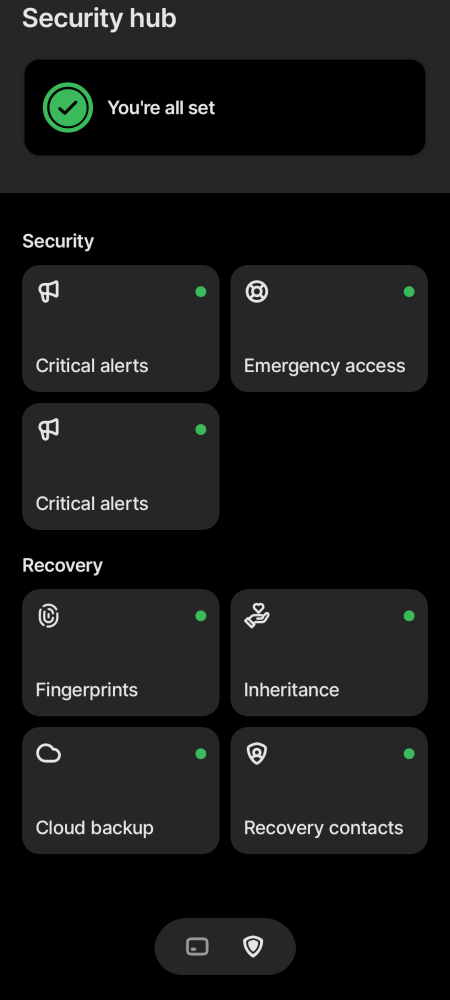 Security hub
You're all set
Security
Critical alerts
Emergency access
Critical alerts
Recovery
Fingerprints
Inheritance
Cloud backup
Recovery contacts